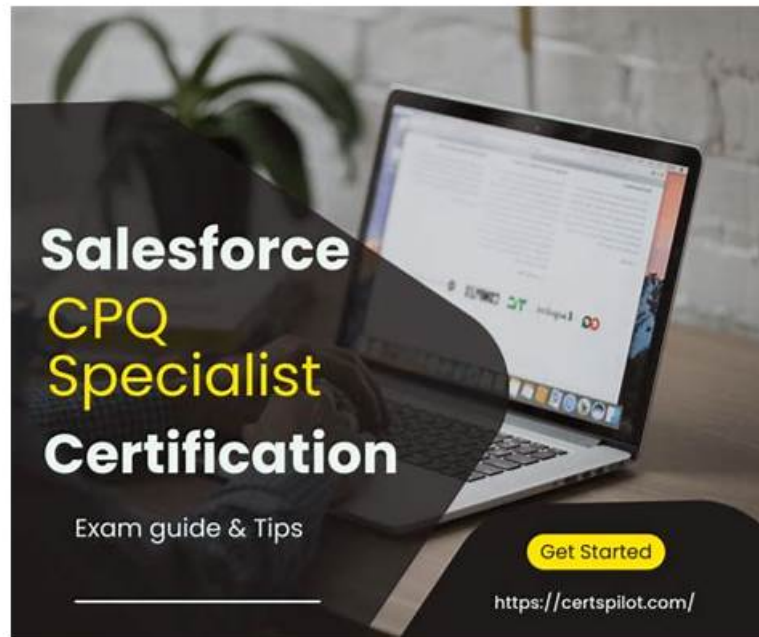 Salesforce
CPQ
Specialist
Certification
Exam guide & Tips
Get Started
https://certspilot.com/